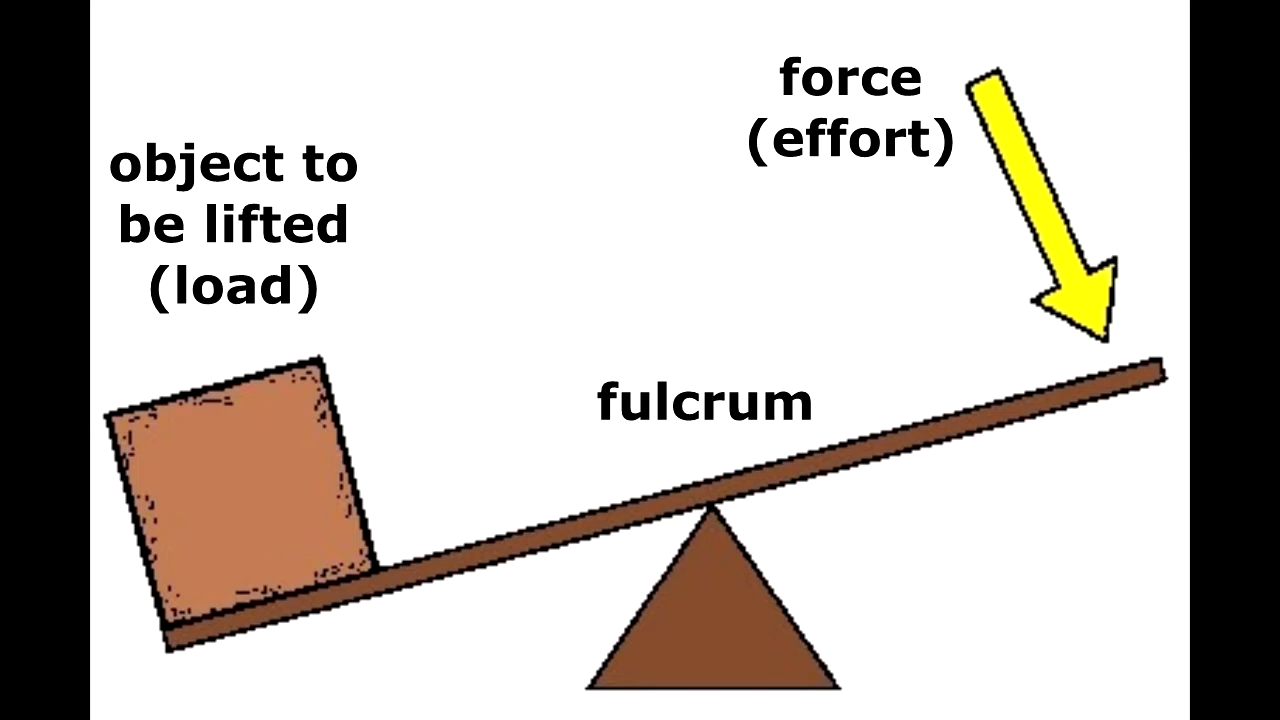 force
(effort)
object to
be lifted
(load)
fulcrum